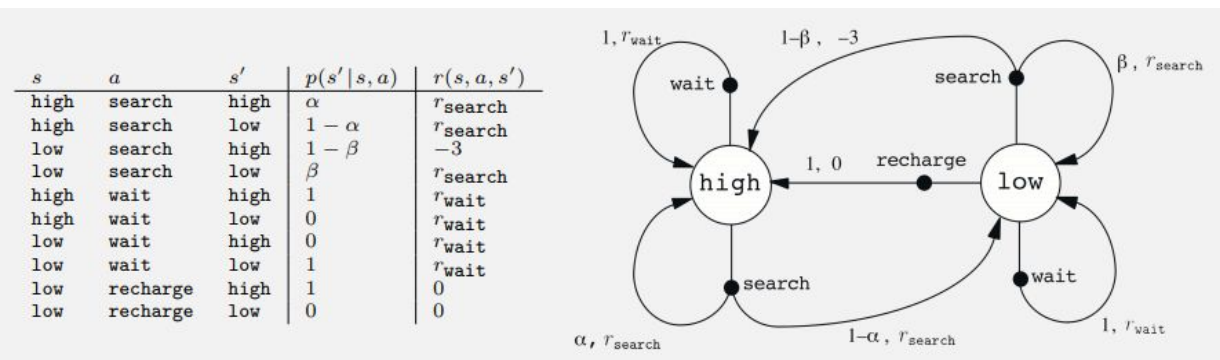 s a s′ p(s′ | s, a) r(s, a, s′)
high search high α r_search
high search low 1 − α r_search
low search high 1 − β −3
low search low β r_search
high wait high 1 r_wait
high wait low 0 r_wait
low wait high 0 r_wait
low wait low 1 r_wait
low recharge high 1 0
low recharge low 0 0
1, r_wait
1−β , −3
β , r_search
wait
search
1, 0
recharge
high
low
search
wait
α, r_search
1−α , r_search
1, r_wait